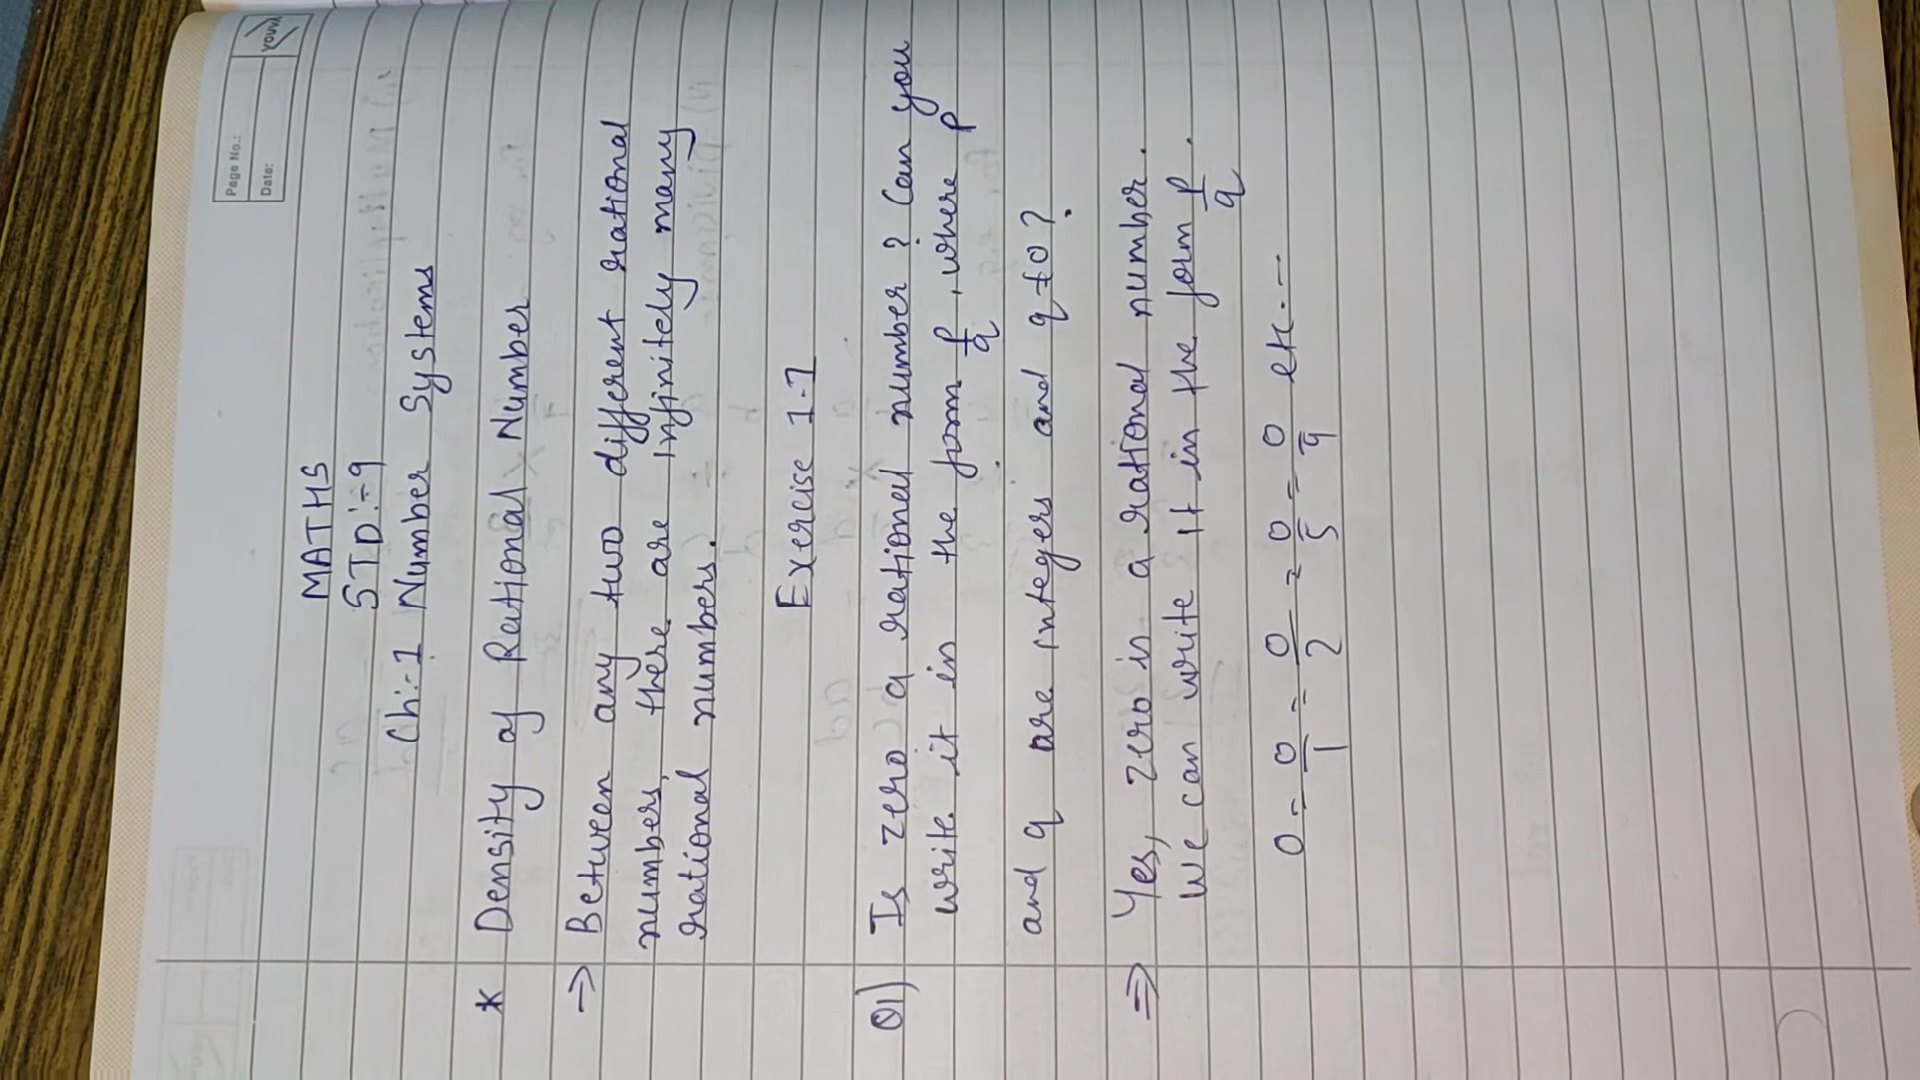 YOUVA
Page No.:
Date:
MATHS
STD:-9
Ch:-1 Number Systems
* Density of Rational Number
→ Between any two different rational
numbers, there are infinitely many
rational numbers.
Exercise 1.1
Q1) Is zero a rational number? Can you
write it in the form p/q, where p
and q are integers and q≠0?
⇒ Yes, zero is a rational number.
We can write it in the form p/q.
0 = 0/1 = 0/2 = 0/5 = 0/9 etc...